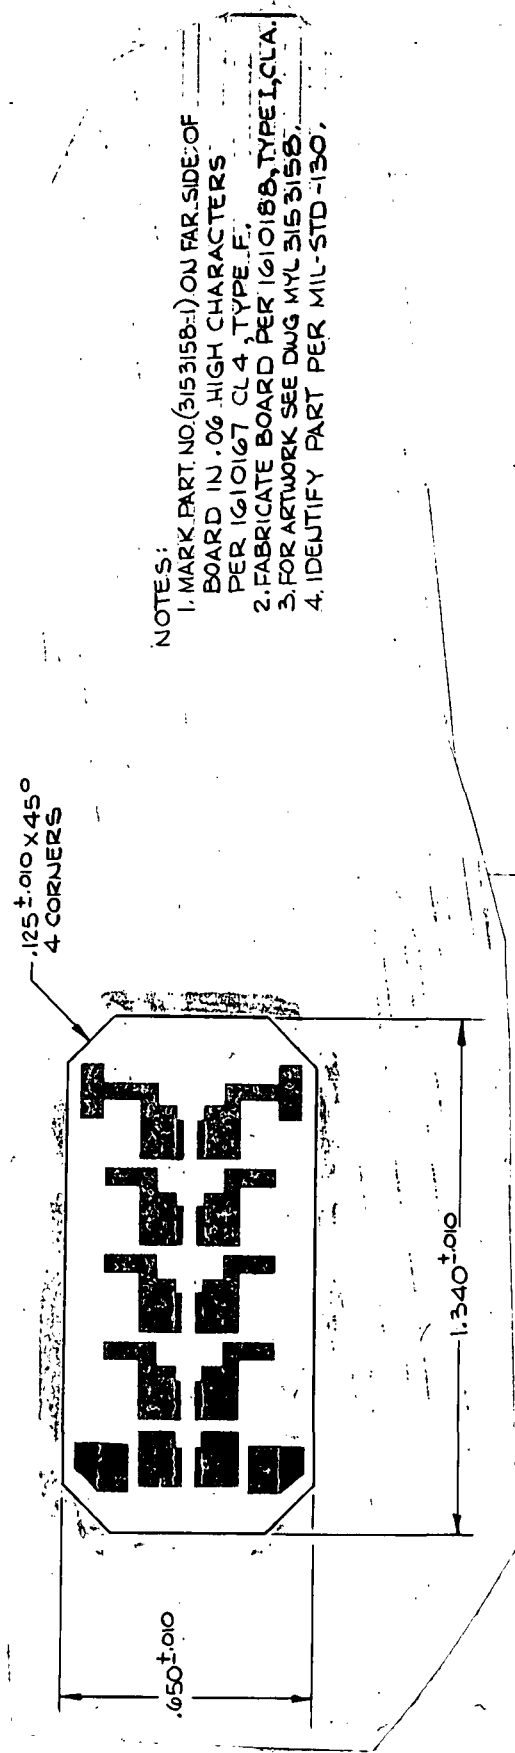 NOTES:
1. MARK PART NO.(3153158-1) ON FAR SIDE OF
BOARD IN .06 HIGH CHARACTERS
PER 1610167 CL 4, TYPE F.
2. FABRICATE BOARD PER 1610188, TYPE I, CL A.
3. FOR ARTWORK SEE DWG MYL 3153158.
4. IDENTIFY PART PER MIL-STD-130.
.125±.010 X 45°
4 CORNERS
1.340±.010
.650±.010